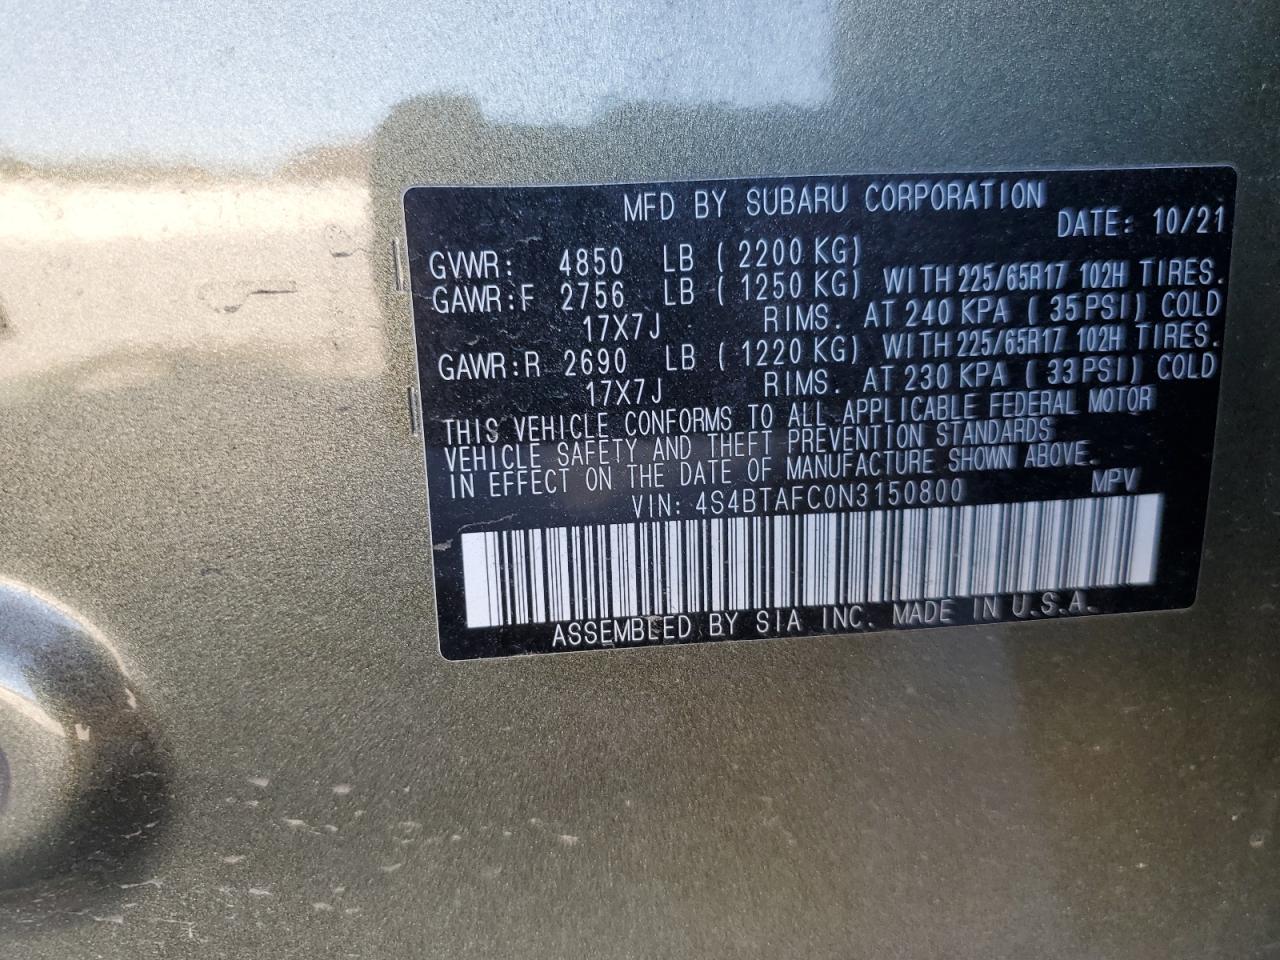 MFD BY SUBARU CORPORATION
DATE: 10/21
GVWR: 4850 LB ( 2200 KG)
GAWR:F 2756 LB ( 1250 KG) WITH 225/65R17 102H TIRES.
17X7J RIMS. AT 240 KPA ( 35 PSI) COLD
GAWR:R 2690 LB ( 1220 KG) WITH 225/65R17 102H TIRES.
17X7J RIMS. AT 230 KPA ( 33 PSI) COLD
THIS VEHICLE CONFORMS TO ALL APPLICABLE FEDERAL MOTOR
VEHICLE SAFETY AND THEFT PREVENTION STANDARDS
IN EFFECT ON THE DATE OF MANUFACTURE SHOWN ABOVE.
VIN: 4S4BTAFC0N3150800 MPV
ASSEMBLED BY SIA INC. MADE IN U.S.A.